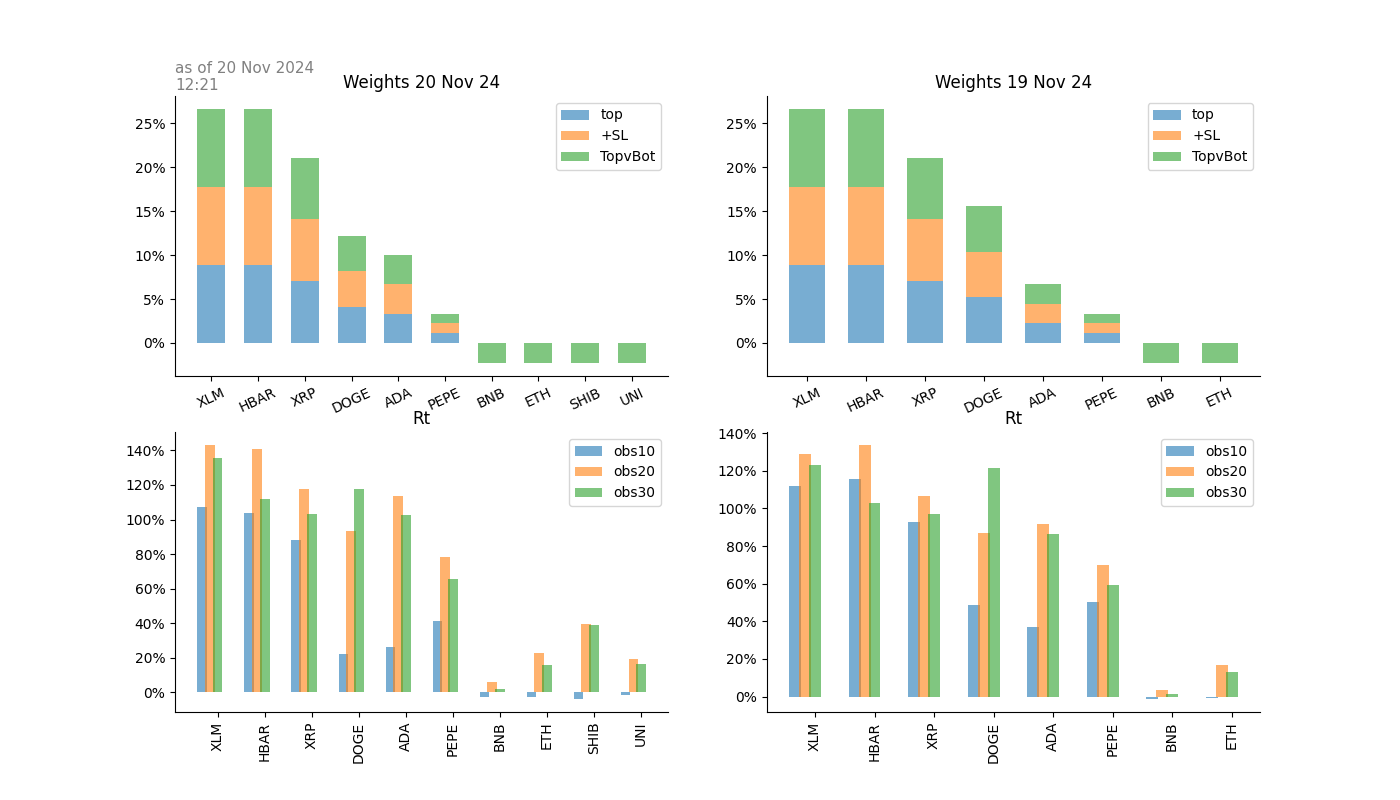 as of 20 Nov 2024
12:21
Weights 20 Nov 24
25%
20%
15%
10%
5%
0%
top
+SL
TopvBot
XLM HBAR XRP DOGE ADA PEPE BNB ETH SHIB UNI
Weights 19 Nov 24
25%
20%
15%
10%
5%
0%
top
+SL
TopvBot
XLM HBAR XRP DOGE ADA PEPE BNB ETH
Rt
140%
120%
100%
80%
60%
40%
20%
0%
obs10
obs20
obs30
XLM HBAR XRP DOGE ADA PEPE BNB ETH SHIB UNI
Rt
140%
120%
100%
80%
60%
40%
20%
0%
obs10
obs20
obs30
XLM HBAR XRP DOGE ADA PEPE BNB ETH